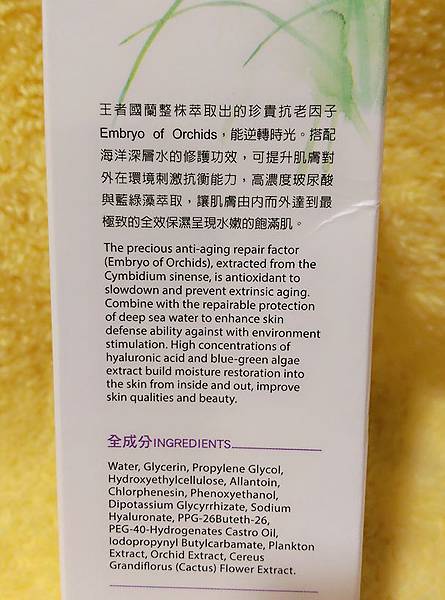 王者國蘭整株萃取出的珍貴抗老因子
Embryo of Orchids，能逆轉時光。搭配
海洋深層水的修護功效，可提升肌膚對
外在環境刺激抗衡能力，高濃度玻尿酸
與藍綠藻萃取，讓肌膚由內而外達到最
極致的全效保濕呈現水嫩的飽滿肌。
The precious anti-aging repair factor
(Embryo of Orchids), extracted from the
Cymbidium sinense, is antioxidant to
slowdown and prevent extrinsic aging.
Combine with the repairable protection
of deep sea water to enhance skin
defense ability against with environment
stimulation. High concentrations of
hyaluronic acid and blue-green algae
extract build moisture restoration into
the skin from inside and out, improve
skin qualities and beauty.
全成分INGREDIENTS
Water, Glycerin, Propylene Glycol,
Hydroxyethylcellulose, Allantoin,
Chlorphenesin, Phenoxyethanol,
Dipotassium Glycyrrhizate, Sodium
Hyaluronate, PPG-26Buteth-26,
PEG-40-Hydrogenates Castro Oil,
Iodopropynyl Butylcarbamate, Plankton
Extract, Orchid Extract, Cereus
Grandiflorus (Cactus) Flower Extract.